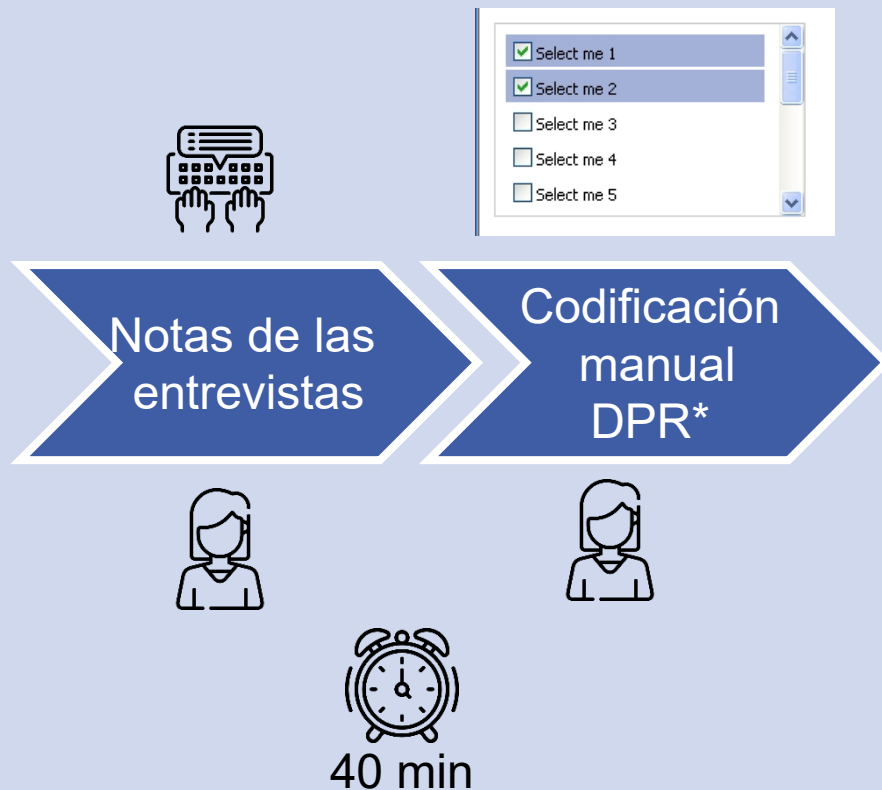 Select me 1
Select me 2
Select me 3
Select me 4
Select me 5
Notas de las
entrevistas
Codificación
manual
DPR*
40 min